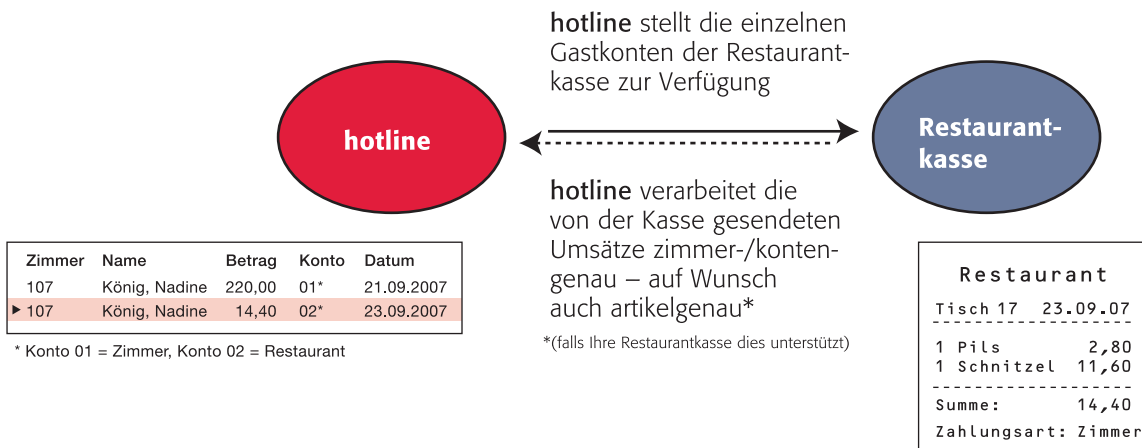 hotline stellt die einzelnen
Gastkonten der Restaurant-
kasse zur Verfügung
hotline
Restaurant-
kasse
hotline verarbeitet die
von der Kasse gesendeten
Umsätze zimmer-/konten-
genau – auf Wunsch
auch artikelgenau*
*(falls Ihre Restaurantkasse dies unterstützt)
Zimmer Name Betrag Konto Datum
107 König, Nadine 220,00 01* 21.09.2007
107 König, Nadine 14,40 02* 23.09.2007
* Konto 01 = Zimmer, Konto 02 = Restaurant
Restaurant
Tisch 17 23.09.07
1 Pils 2,80
1 Schnitzel 11,60
Summe: 14,40
Zahlungsart: Zimmer